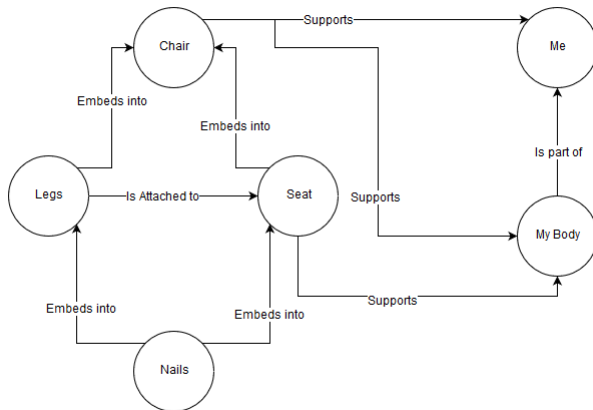 Supports
Chair
Me
Embeds into
Embeds into
Is part of
Legs
Is Attached to
Seat
Supports
My Body
Supports
Embeds into
Embeds into
Nails